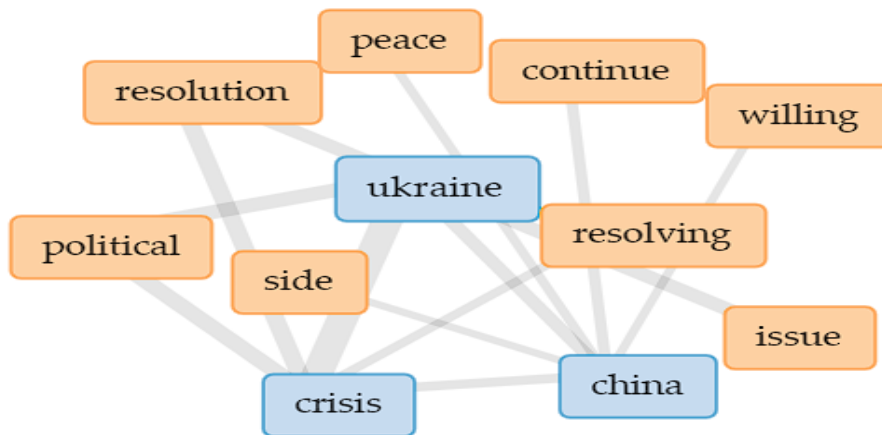 peace
continue
resolution
willing
ukraine
resolving
political
side
issue
china
crisis